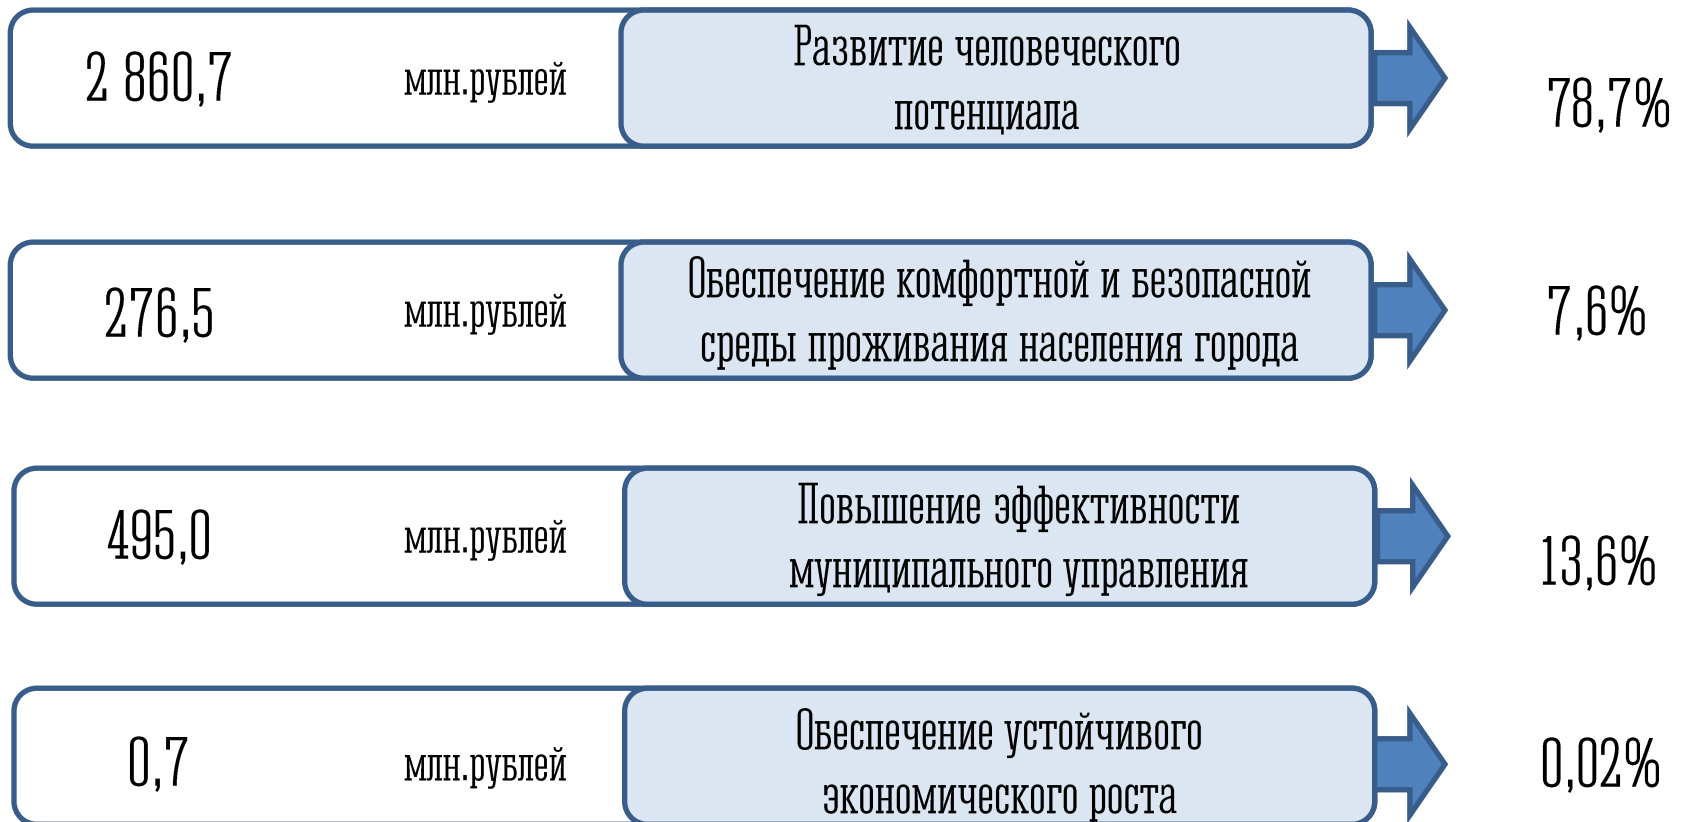 2 860,7 млн.рублей Развитие человеческого
потенциала
78,7%
276,5 млн.рублей Обеспечение комфортной и безопасной
среды проживания населения города
7,6%
495,0 млн.рублей Повышение эффективности
муниципального управления
13,6%
0,7 млн.рублей Обеспечение устойчивого
экономического роста
0,02%